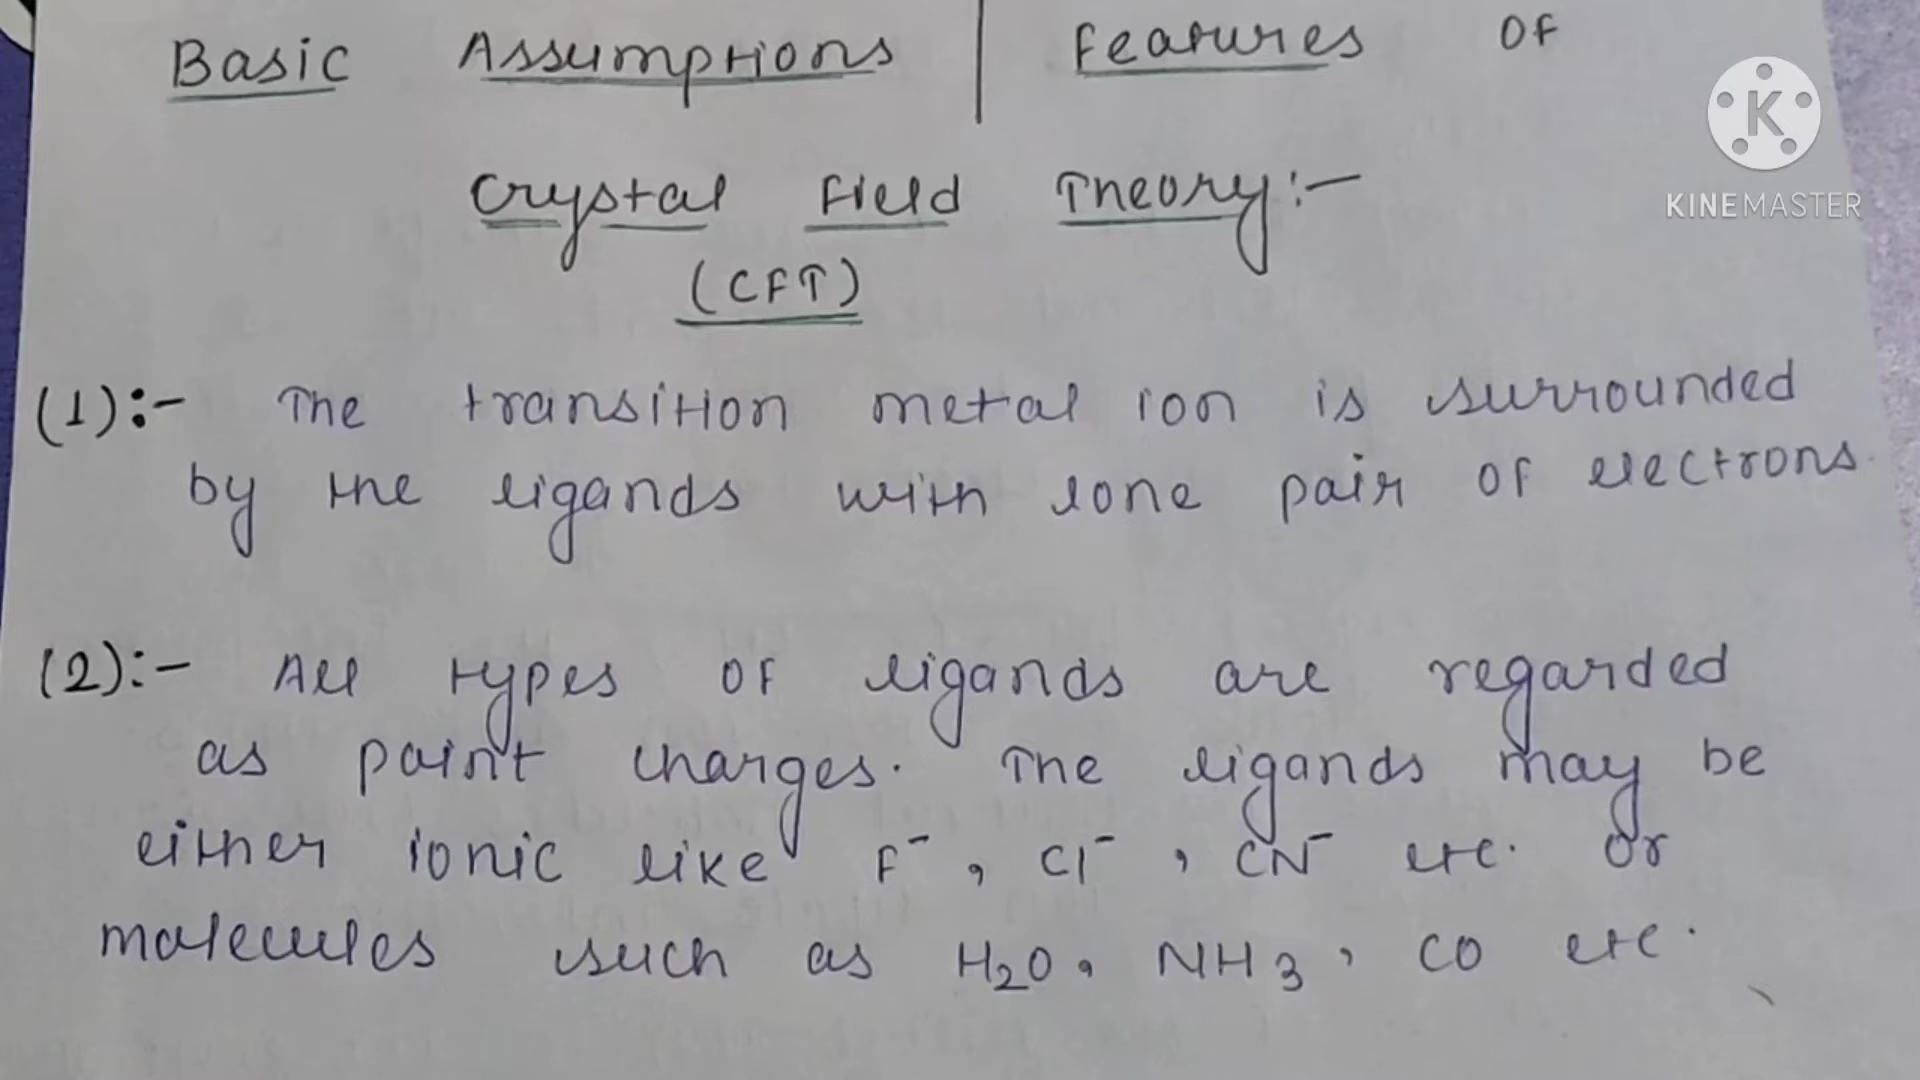 Basic Assumptions | Features OF
Crystal Field Theory:-
(CFT)
K
KINEMASTER
(1):- The transition metal ion is surrounded
by the ligands with lone pair OF electrons.
(2):- All types OF ligands are regarded
as point charges. The ligands may be
either ionic like F⁻, Cl⁻, CN⁻ etc. Or
molecules such as H₂O, NH₃, CO etc.